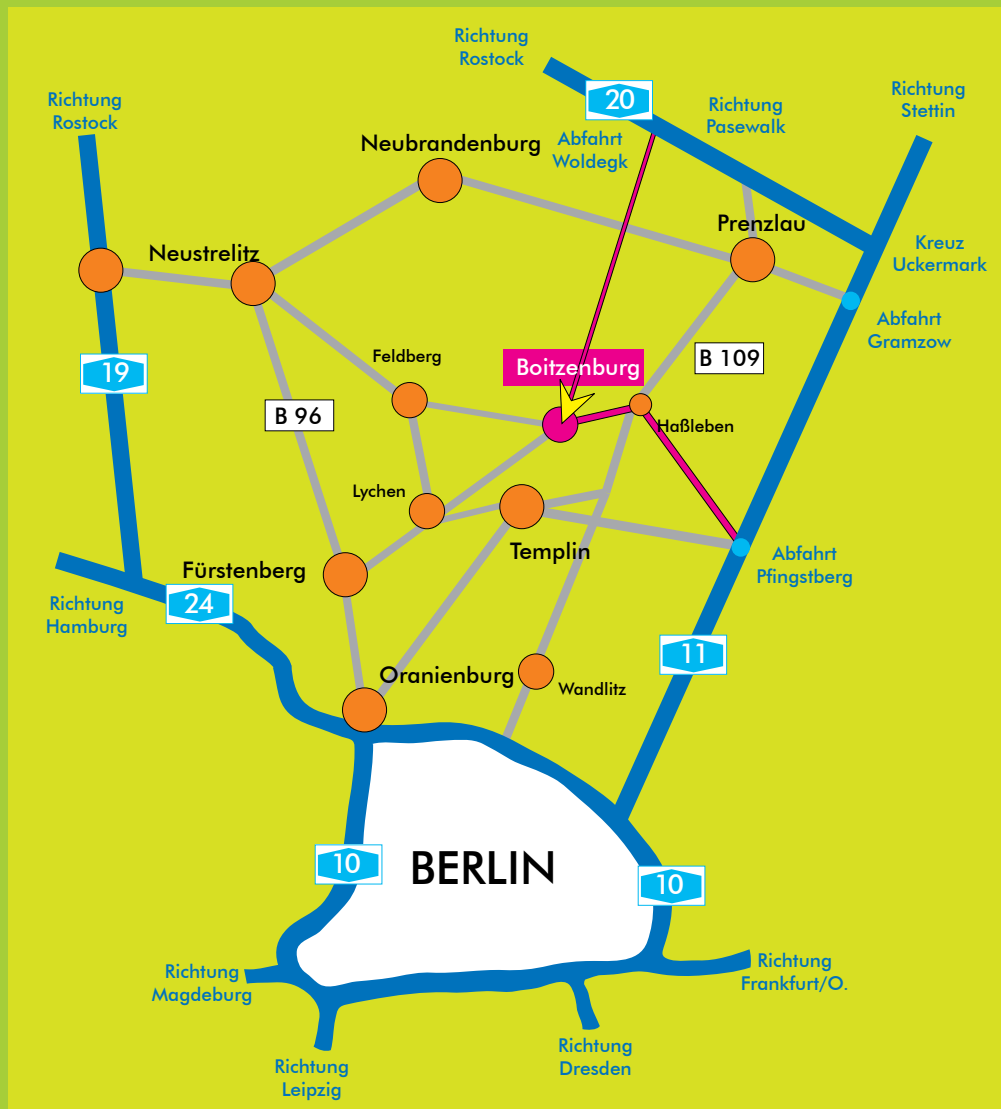 Richtung
Rostock
20
Richtung
Stettin
Richtung
Rostock
Richtung
Pasewalk
Abfahrt
Woldegk
Neubrandenburg
Prenzlau
Neustrelitz
Kreuz
Uckermark
Abfahrt
Gramzow
19
Feldberg
Boitzenburg
B 109
B 96
Haßleben
Lychen
Templin
Abfahrt
Pfingstberg
Fürstenberg
24
Richtung
Hamburg
11
Oranienburg
Wandlitz
10
BERLIN
10
Richtung
Magdeburg
Richtung
Frankfurt/O.
Richtung
Leipzig
Richtung
Dresden